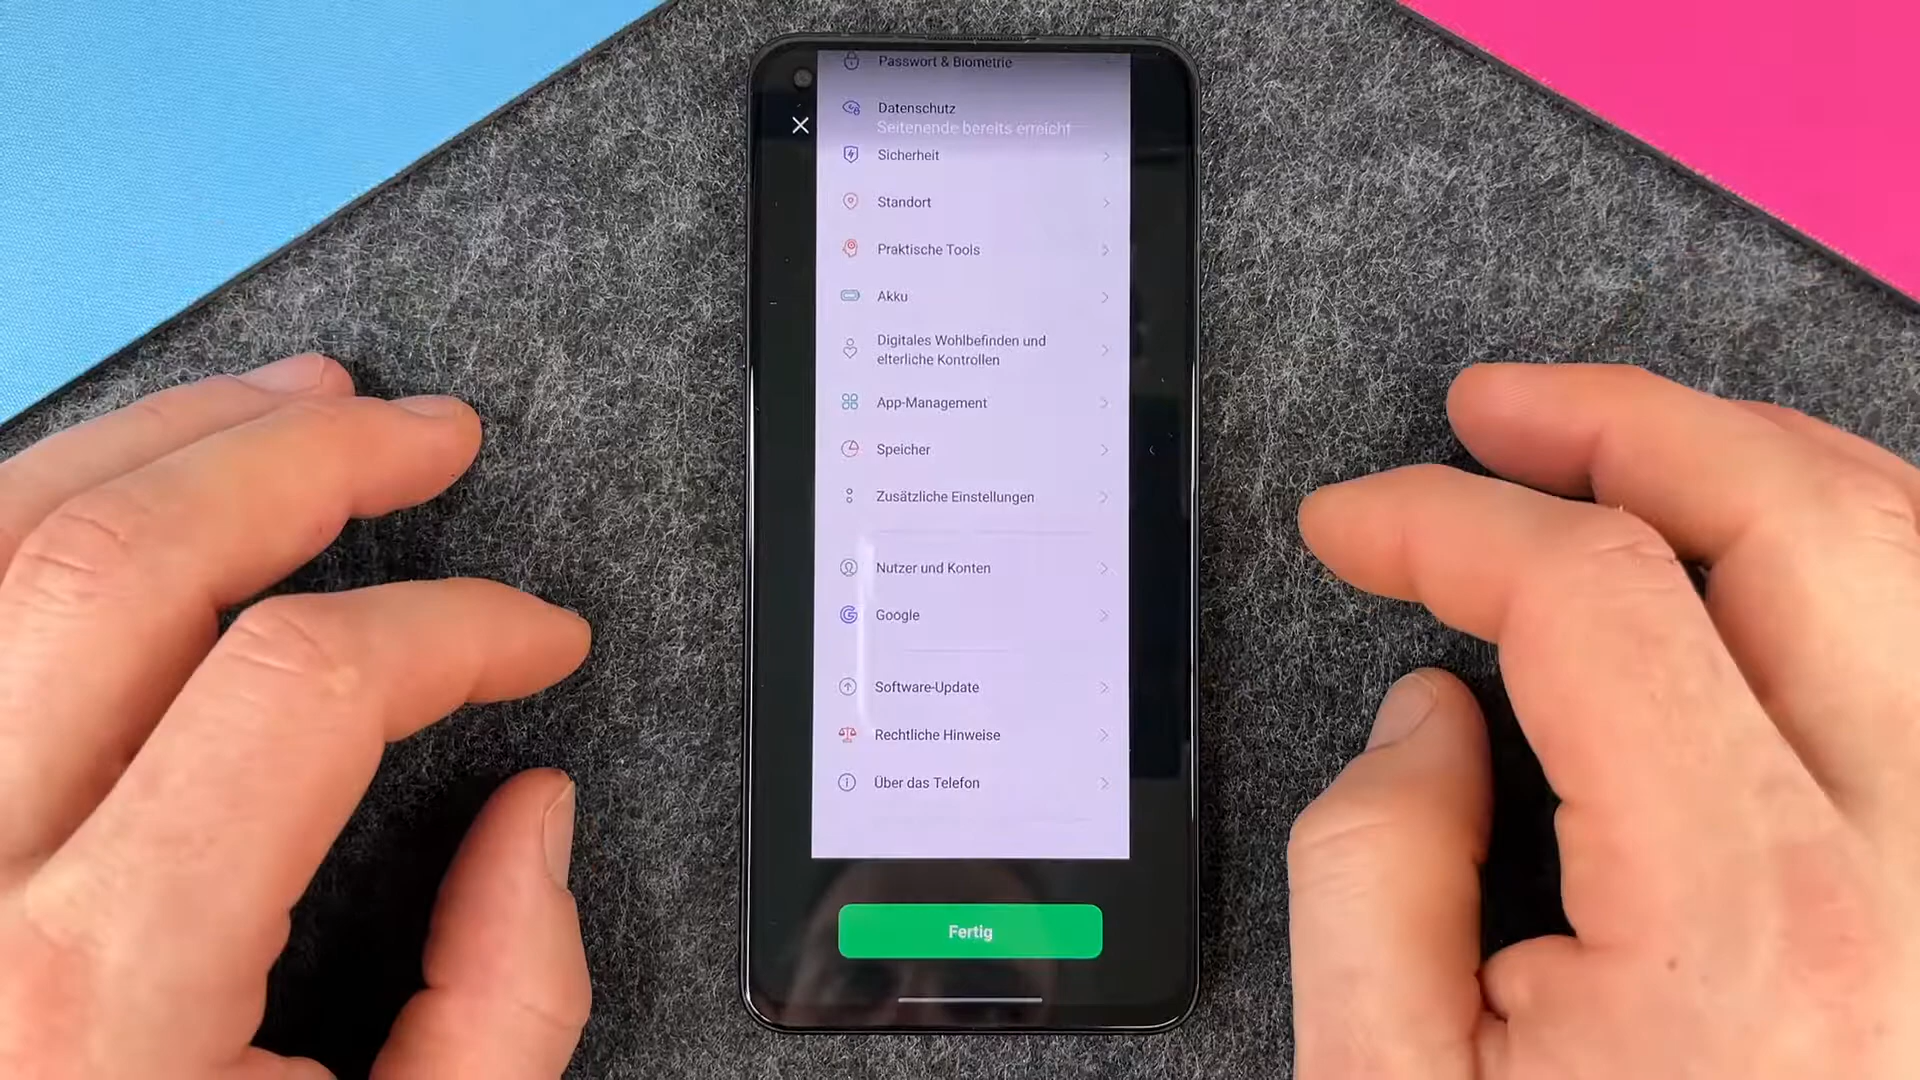 Passwort & Biometrie
Datenschutz
Seitenende bereits erreicht
Sicherheit
Standort
Praktische Tools
Akku
Digitales Wohlbefinden und
elterliche Kontrollen
App-Management
Speicher
Zusätzliche Einstellungen
Nutzer und Konten
Google
Software-Update
Rechtliche Hinweise
Über das Telefon
Fertig